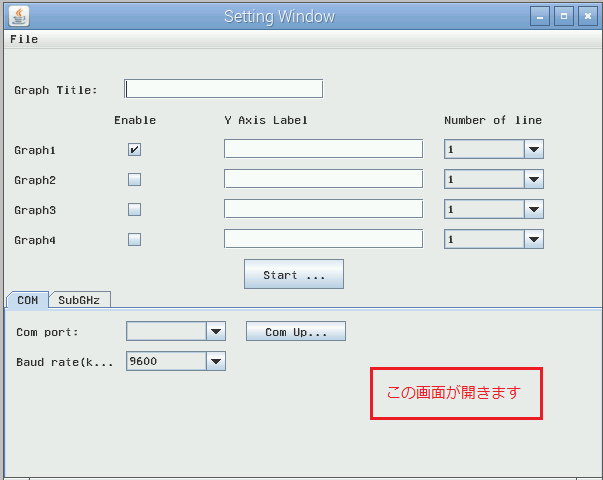 Setting Window
File
Graph Title:
Enable Y Axis Label Number of line
Graph1 1
Graph2 1
Graph3 1
Graph4 1
Start ...
COM SubGHz
Com port: Com Up...
Baud rate(k... 9600
この画面が開きます